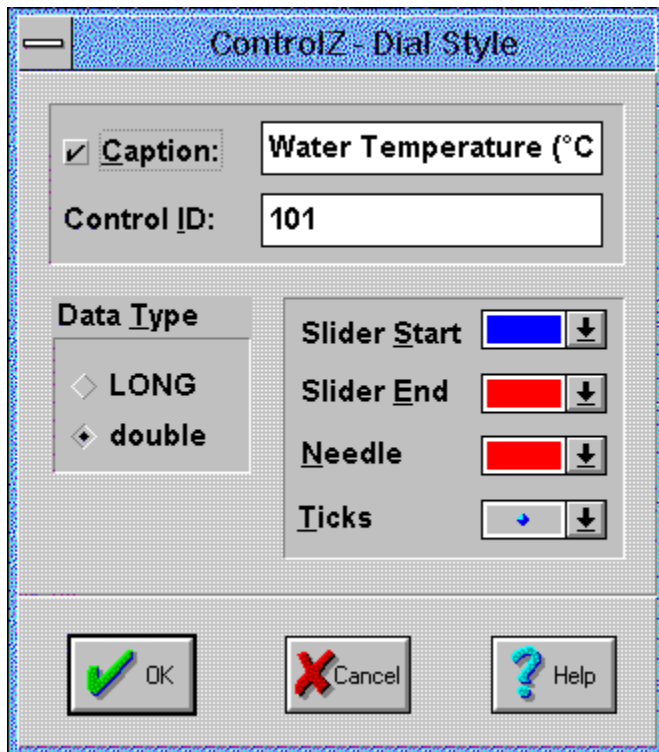 ControlZ - Dial Style
Caption: Water Temperature (°C
Control ID: 101
Data Type
LONG
double
Slider Start
Slider End
Needle
Ticks
OK Cancel Help